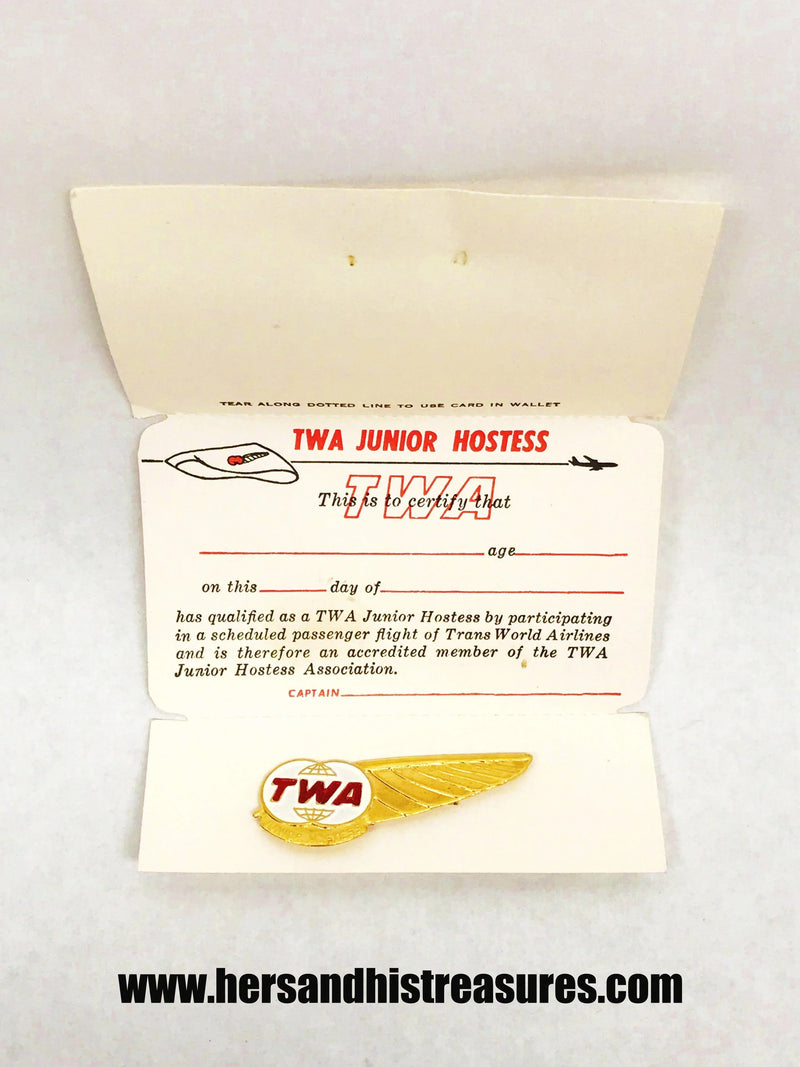 TEAR ALONG DOTTED LINE TO USE CARD IN WALLET
TWA JUNIOR HOSTESS
TWA
This is to certify that
age
on this day of
has qualified as a TWA Junior Hostess by participating
in a scheduled passenger flight of Trans World Airlines
and is therefore an accredited member of the TWA
Junior Hostess Association.
CAPTAIN
TWA
www.hersandhistreasures.com